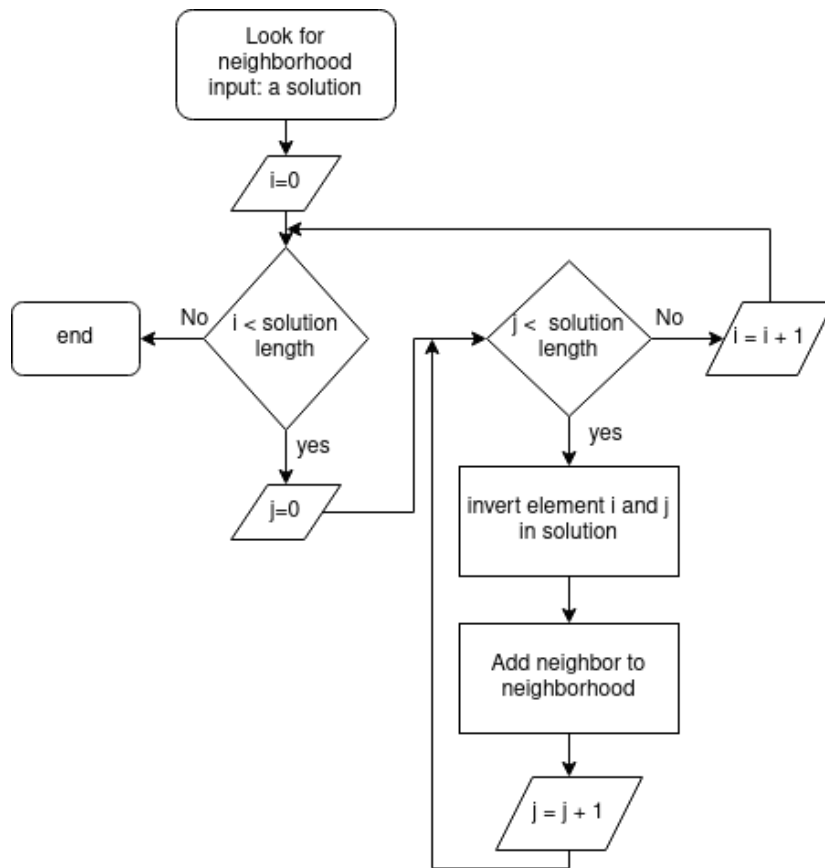 Look for
neighborhood
input: a solution
i=0
i < solution
length
No
end
yes
j=0
j < solution
length
No
i = i + 1
yes
invert element i and j
in solution
Add neighbor to
neighborhood
j = j + 1